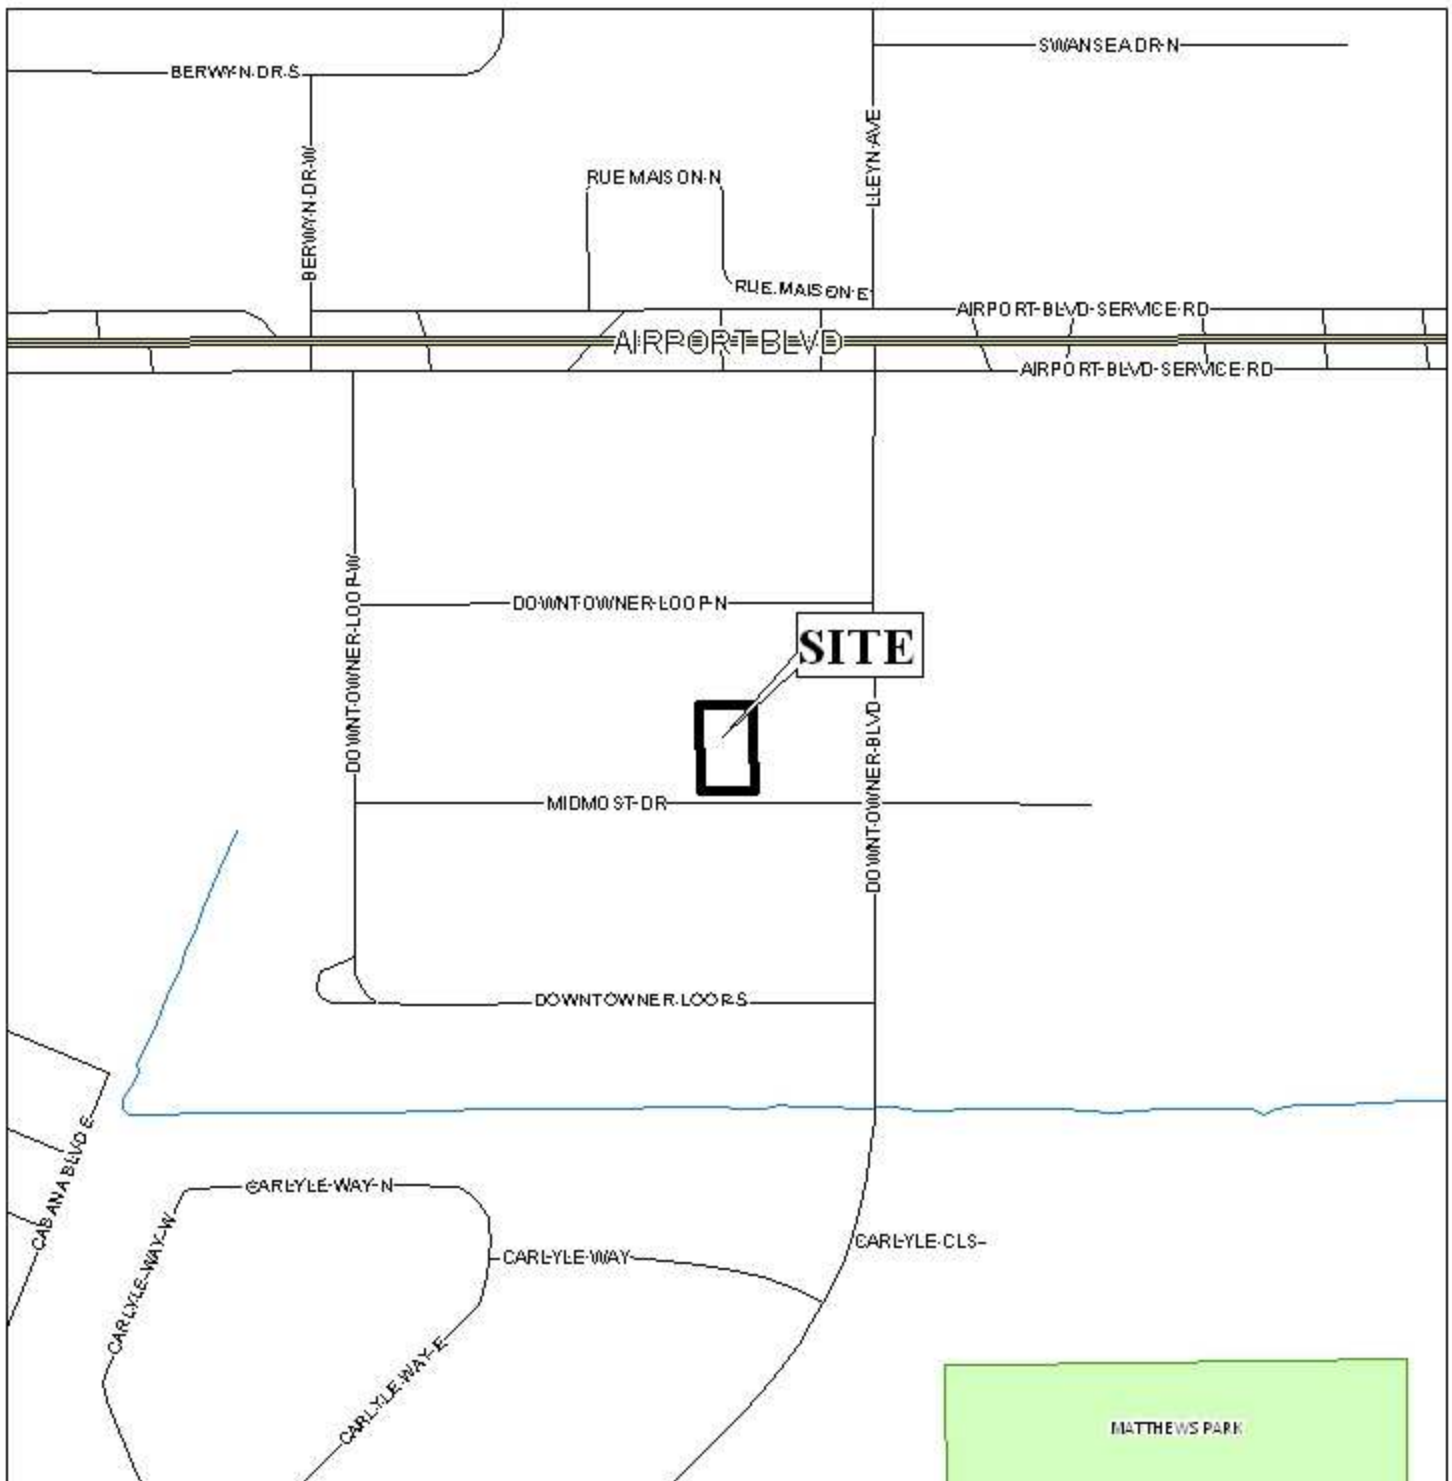 SWANSEA DR N
BERWYN DR S
LLEYN AVE
BERWYN DR W
RUE MAISON N
RUE MAISON E
AIRPORT BLVD SERVICE RD
AIRPORT BLVD
AIRPORT BLVD SERVICE RD
DOWNTOWNER LOOP W
DOWNTOWNER LOOP N
SITE
DOWNTOWNER BLVD
MIDMOST DR
DOWNTOWNER LOOP S
CABANA BLVD E
CARLYLE WAY N
CARLYLE WAY W
CARLYLE WAY
CARLYLE CLS
CARLYLE WAY E
MATTHEWS PARK